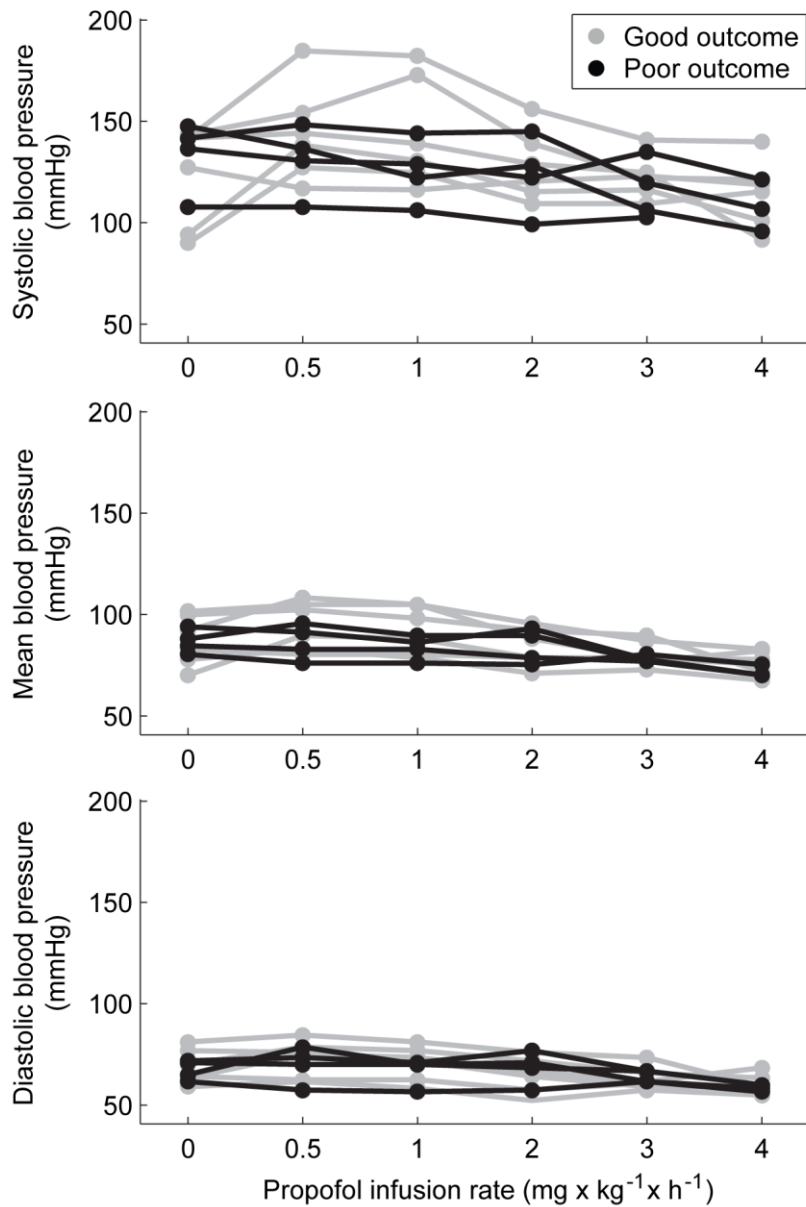 200
150
100
50
Systolic blood pressure
(mmHg)
Good outcome
Poor outcome
0 0.5 1 2 3 4
200
150
100
50
Mean blood pressure
(mmHg)
0 0.5 1 2 3 4
200
150
100
50
Diastolic blood pressure
(mmHg)
0 0.5 1 2 3 4
Propofol infusion rate (mg x kg⁻¹x h⁻¹)